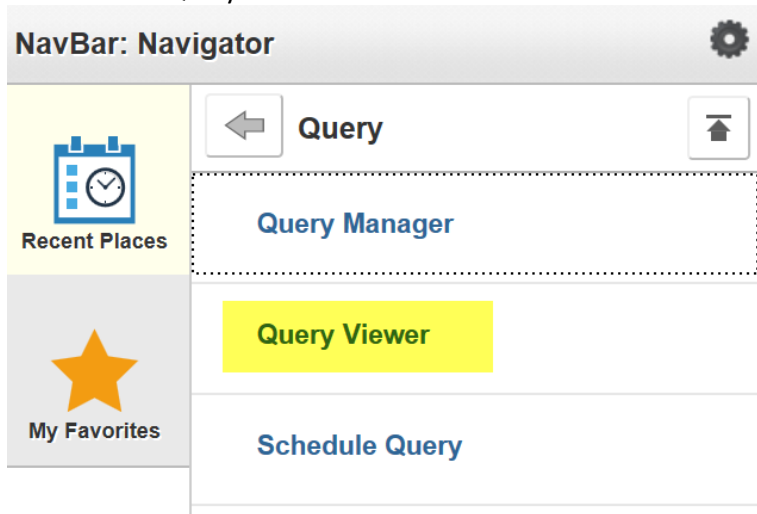 NavBar: Navigator
Query
Recent Places
Query Manager
Query Viewer
My Favorites
Schedule Query